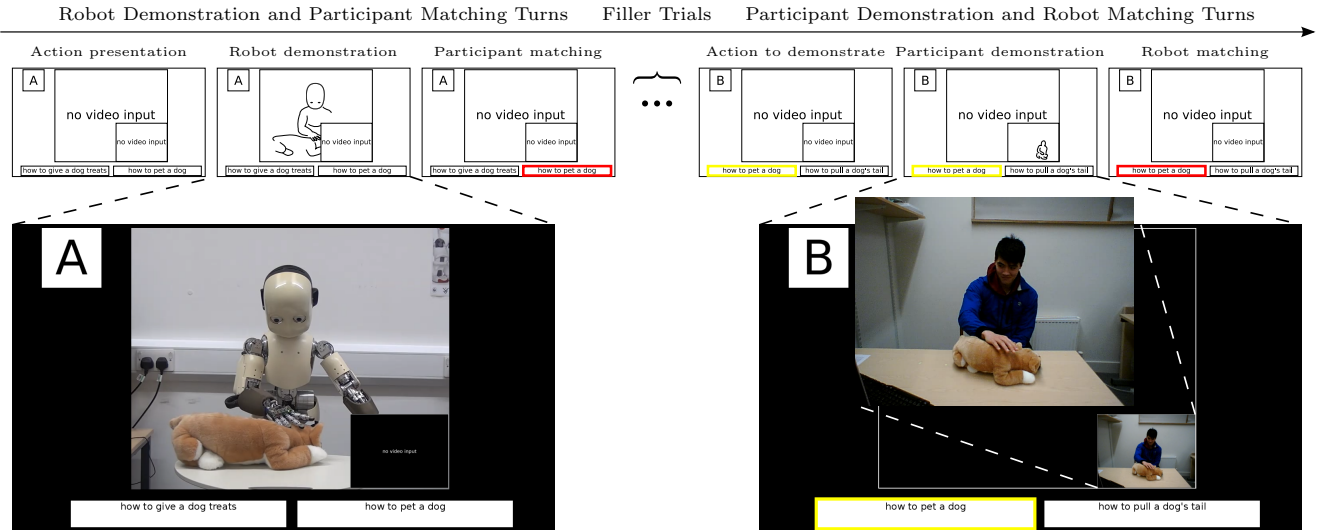 Robot Demonstration and Participant Matching Turns Filler Trials Participant Demonstration and Robot Matching Turns
Action presentation Robot demonstration Participant matching Action to demonstrate Participant demonstration Robot matching
A A A B B B
no video input no video input no video input no video input
no video input no video input no video input no video input no video input
how to give a dog treats how to pet a dog how to give a dog treats how to pet a dog how to give a dog treats how to pet a dog ... how to pet a dog how to pull a dog's tail how to pet a dog how to pull a dog's tail how to pet a dog how to pull a dog's tail
A B
no video input
how to give a dog treats how to pet a dog how to pet a dog how to pull a dog's tail